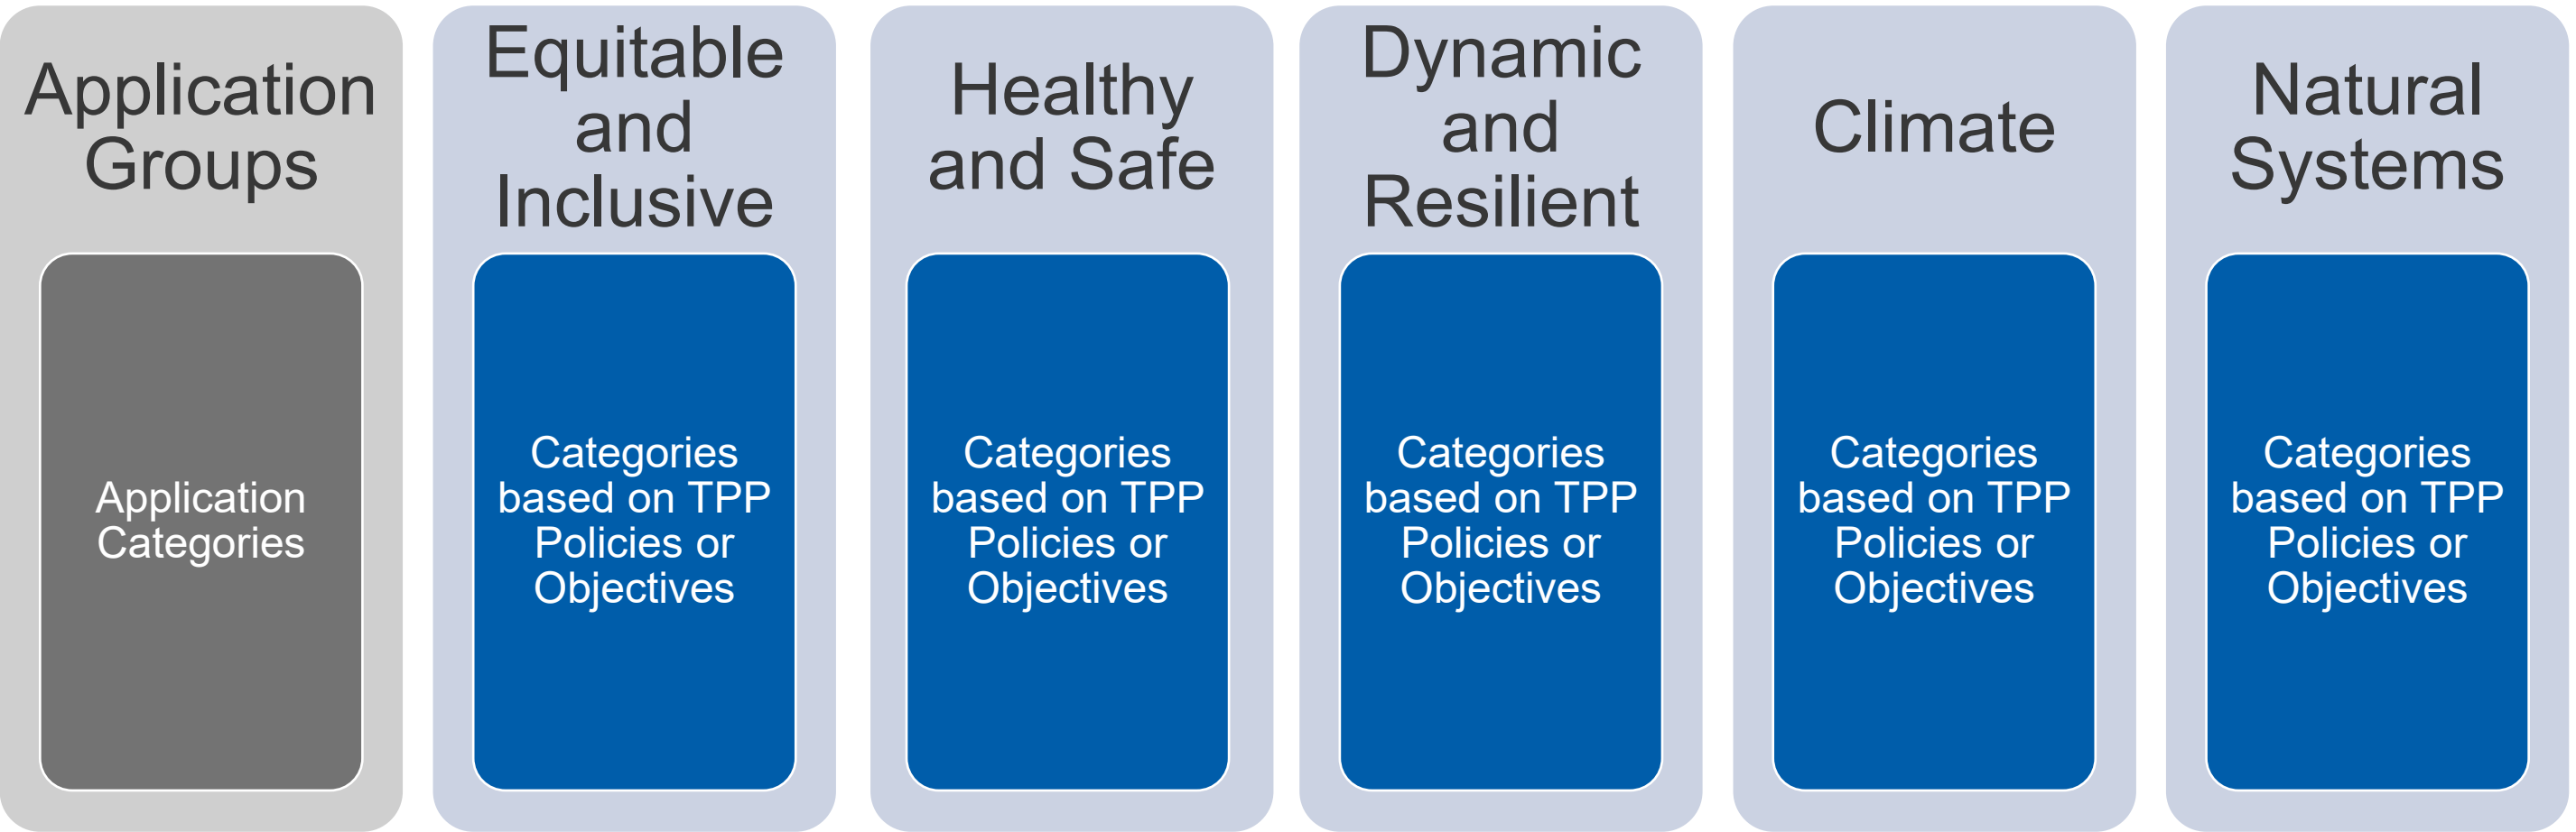 Application
Groups
Application
Categories
Equitable
and
Inclusive
Categories
based on TPP
Policies or
Objectives
Healthy
and Safe
Categories
based on TPP
Policies or
Objectives
Dynamic
and
Resilient
Categories
based on TPP
Policies or
Objectives
Climate
Categories
based on TPP
Policies or
Objectives
Natural
Systems
Categories
based on TPP
Policies or
Objectives